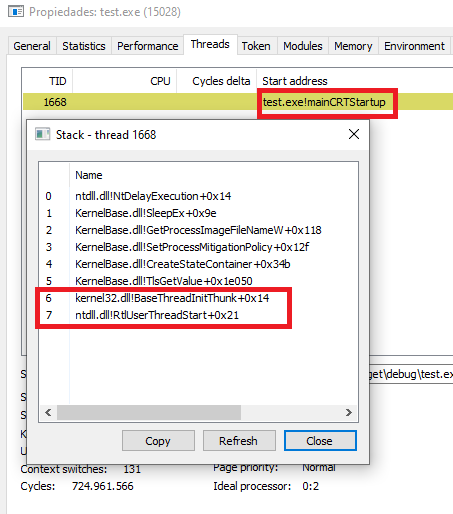 Propiedades: test.exe (15028)
General Statistics Performance Threads Token Modules Memory Environment
TID CPU Cycles delta Start address
1668 test.exe!mainCRTStartup
Stack - thread 1668
Name
0 ntdll.dll!NtDelayExecution+0x14
1 KernelBase.dll!SleepEx+0x9e
2 KernelBase.dll!GetProcessImageFileNameW+0x118
3 KernelBase.dll!SetProcessMitigationPolicy+0x12f
4 KernelBase.dll!CreateStateContainer+0x34b
5 KernelBase.dll!TlsGetValue+0x1e050
6 kernel32.dll!BaseThreadInitThunk+0x14
7 ntdll.dll!RtlUserThreadStart+0x21
get\debug\test.ex
Copy Refresh Close
Context switches: 131 Page priority: Normal
Cycles: 724.961.566 Ideal processor: 0:2